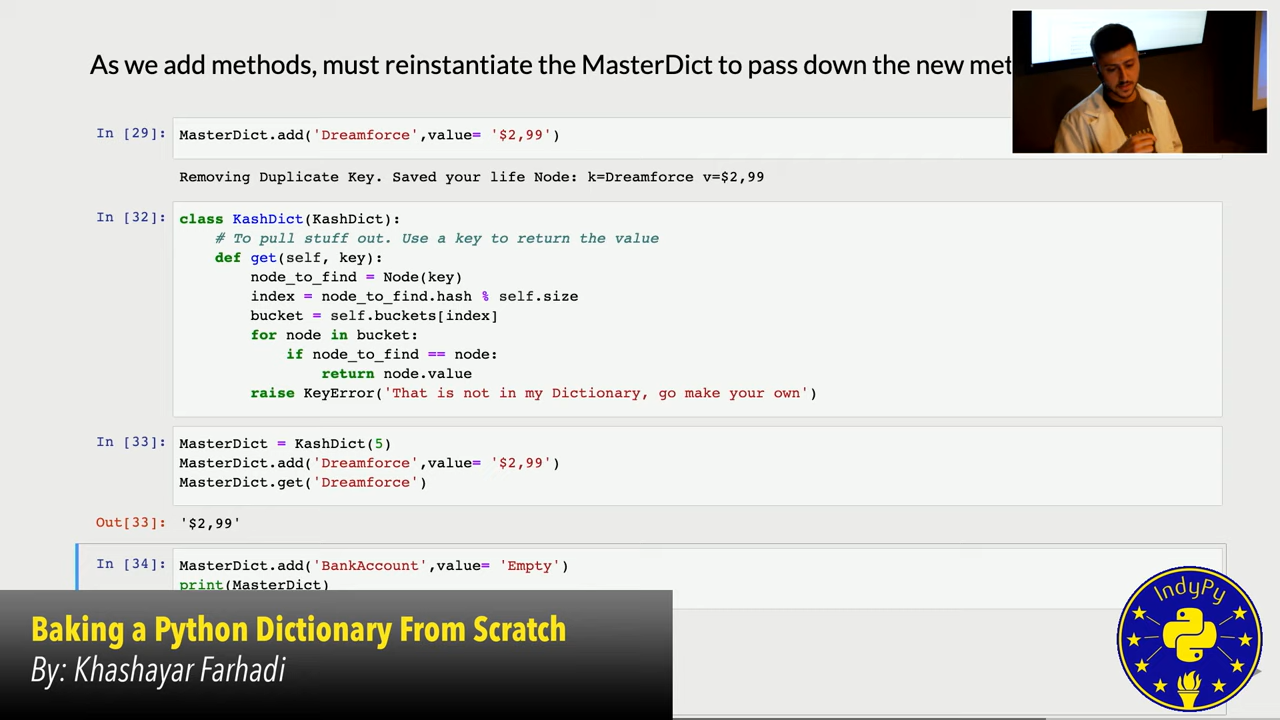 As we add methods, must reinstantiate the MasterDict to pass down the new
In [29]: MasterDict.add('Dreamforce',value= '$2,99')
Removing Duplicate Key. Saved your life Node: k=Dreamforce v=$2,99
In [32]: class KashDict(KashDict):
# To pull stuff out. Use a key to return the value
def get(self, key):
node_to_find = Node(key)
index = node_to_find.hash % self.size
bucket = self.buckets[index]
for node in bucket:
if node_to_find == node:
return node.value
raise KeyError('That is not in my Dictionary, go make your own')
In [33]: MasterDict = KashDict(5)
MasterDict.add('Dreamforce',value= '$2,99')
MasterDict.get('Dreamforce')
Out[33]: '$2,99'
In [34]: MasterDict.add('BankAccount',value= 'Empty')
print(MasterDict)
Baking a Python Dictionary From Scratch
By: Khashayar Farhadi
IndyPy